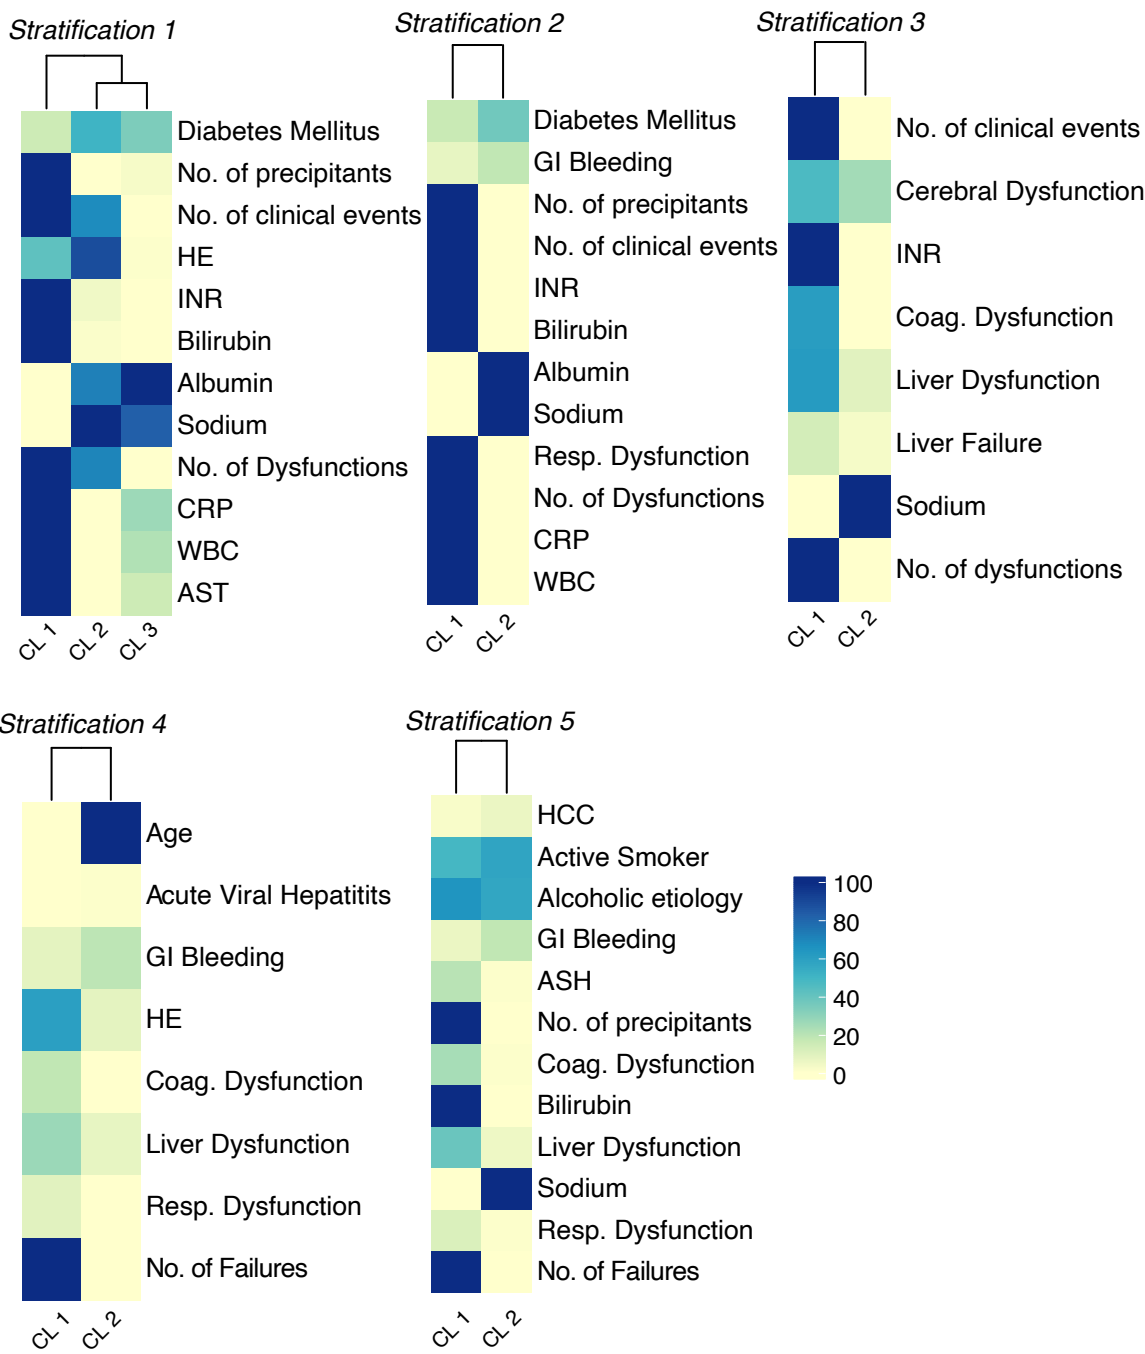 Stratification 1
Diabetes Mellitus
No. of precipitants
No. of clinical events
HE
INR
Bilirubin
Albumin
Sodium
No. of Dysfunctions
CRP
WBC
AST
CL 1
CL 2
CL 3
Stratification 2
Diabetes Mellitus
GI Bleeding
No. of precipitants
No. of clinical events
INR
Bilirubin
Albumin
Sodium
Resp. Dysfunction
No. of Dysfunctions
CRP
WBC
CL 1
CL 2
Stratification 3
No. of clinical events
Cerebral Dysfunction
INR
Coag. Dysfunction
Liver Dysfunction
Liver Failure
Sodium
No. of dysfunctions
CL 1
CL 2
Stratification 4
Age
Acute Viral Hepatitits
GI Bleeding
HE
Coag. Dysfunction
Liver Dysfunction
Resp. Dysfunction
No. of Failures
CL 1
CL 2
Stratification 5
HCC
Active Smoker
Alcoholic etiology
GI Bleeding
ASH
No. of precipitants
Coag. Dysfunction
Bilirubin
Liver Dysfunction
Sodium
Resp. Dysfunction
No. of Failures
CL 1
CL 2
100
80
60
40
20
0